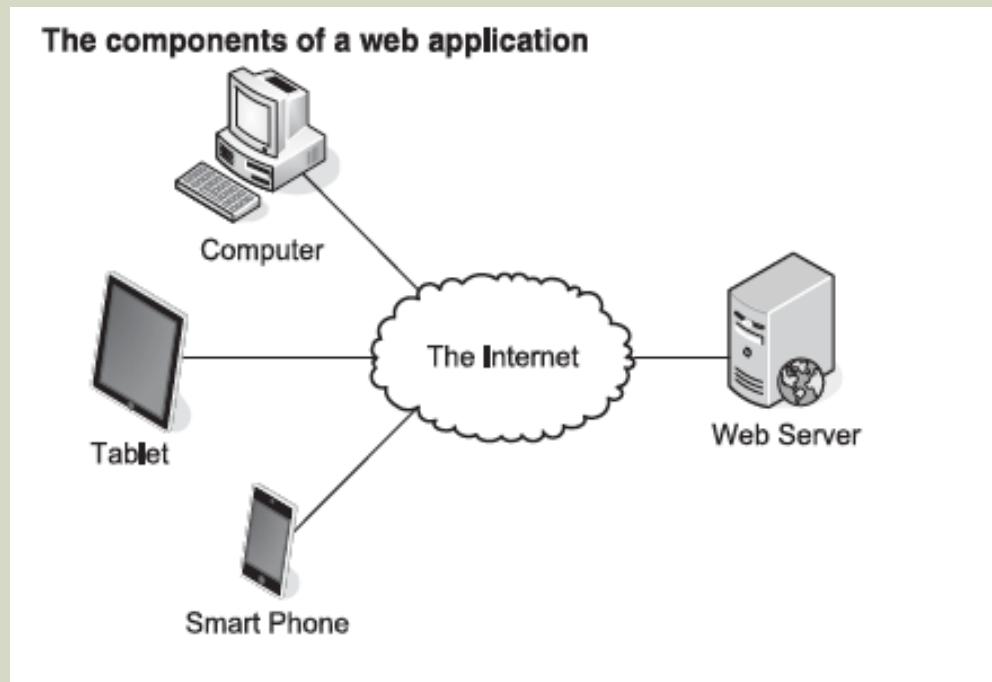 The components of a web application
Computer
The Internet
Tablet
Web Server
Smart Phone